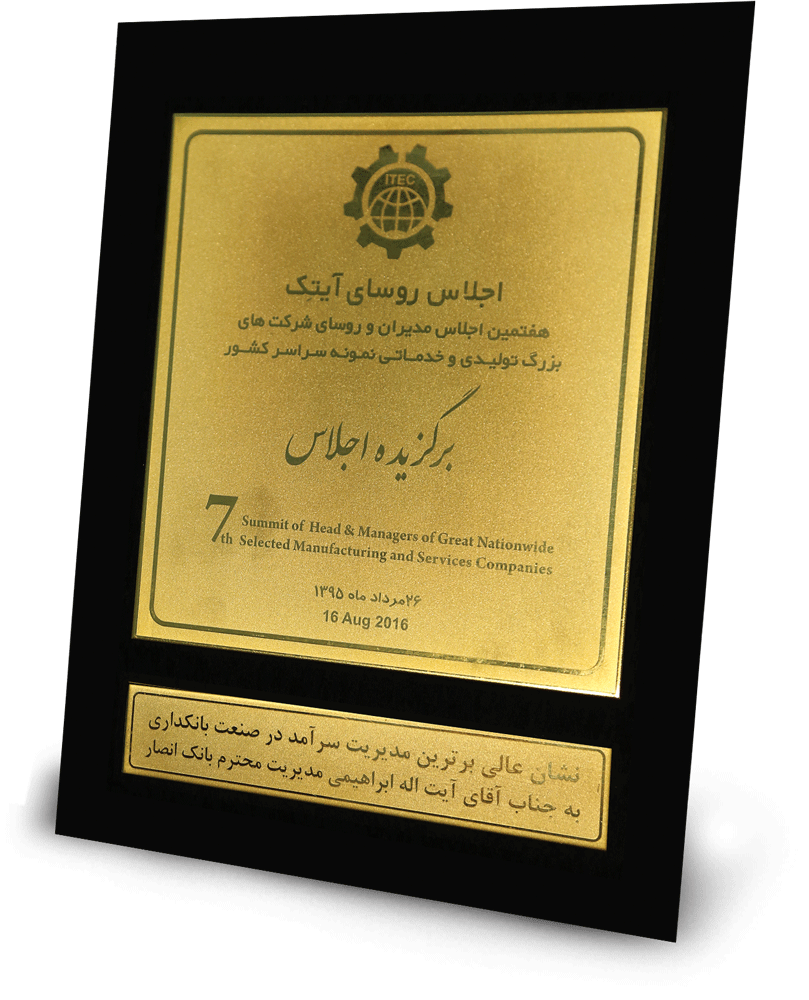 ITEC
اجلاس روسای آیتک
هفتمین اجلاس مدیران و روسای شرکت های
بزرگ تولیدی و خدماتی نمونه سراسر کشور
برگزیده اجلاس
7th Summit of Head & Managers of Great Nationwide
Selected Manufacturing and Services Companies
۲۶مرداد ماه ۱۳۹۵
16 Aug 2016
نشان عالی برترین مدیریت سرآمد در صنعت بانکداری
به جناب آقای آیت اله ابراهیمی مدیریت محترم بانک انصار